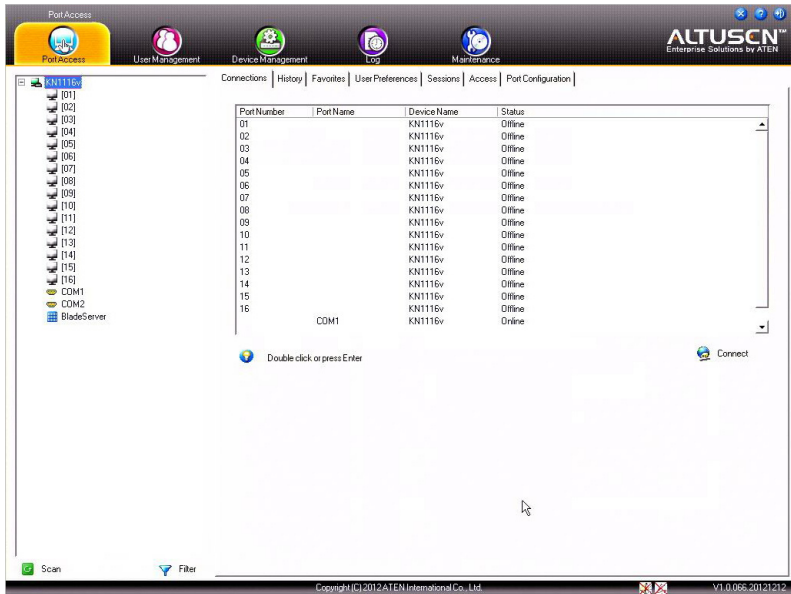 PortAccess
ALTUSEN™
Enterprise Solutions by ATEN
PortAccess User Management Device Management Log Maintenance
Connections History Favorites User Preferences Sessions Access Port Configuration
KN1116v
[01]
[02]
[03]
[04]
[05]
[06]
[07]
[08]
[09]
[10]
[11]
[12]
[13]
[14]
[15]
[16]
COM1
COM2
BladeServer
Port Number Port Name Device Name Status
01 KN1116v Offline
02 KN1116v Offline
03 KN1116v Offline
04 KN1116v Offline
05 KN1116v Offline
06 KN1116v Offline
07 KN1116v Offline
08 KN1116v Offline
09 KN1116v Offline
10 KN1116v Offline
11 KN1116v Offline
12 KN1116v Offline
13 KN1116v Offline
14 KN1116v Offline
15 KN1116v Offline
16 KN1116v Offline
COM1 KN1116v Online
Double click or press Enter
Connect
Scan Filter
Copyright (C) 2012 ATEN International Co., Ltd.
V1.0.066.20121212